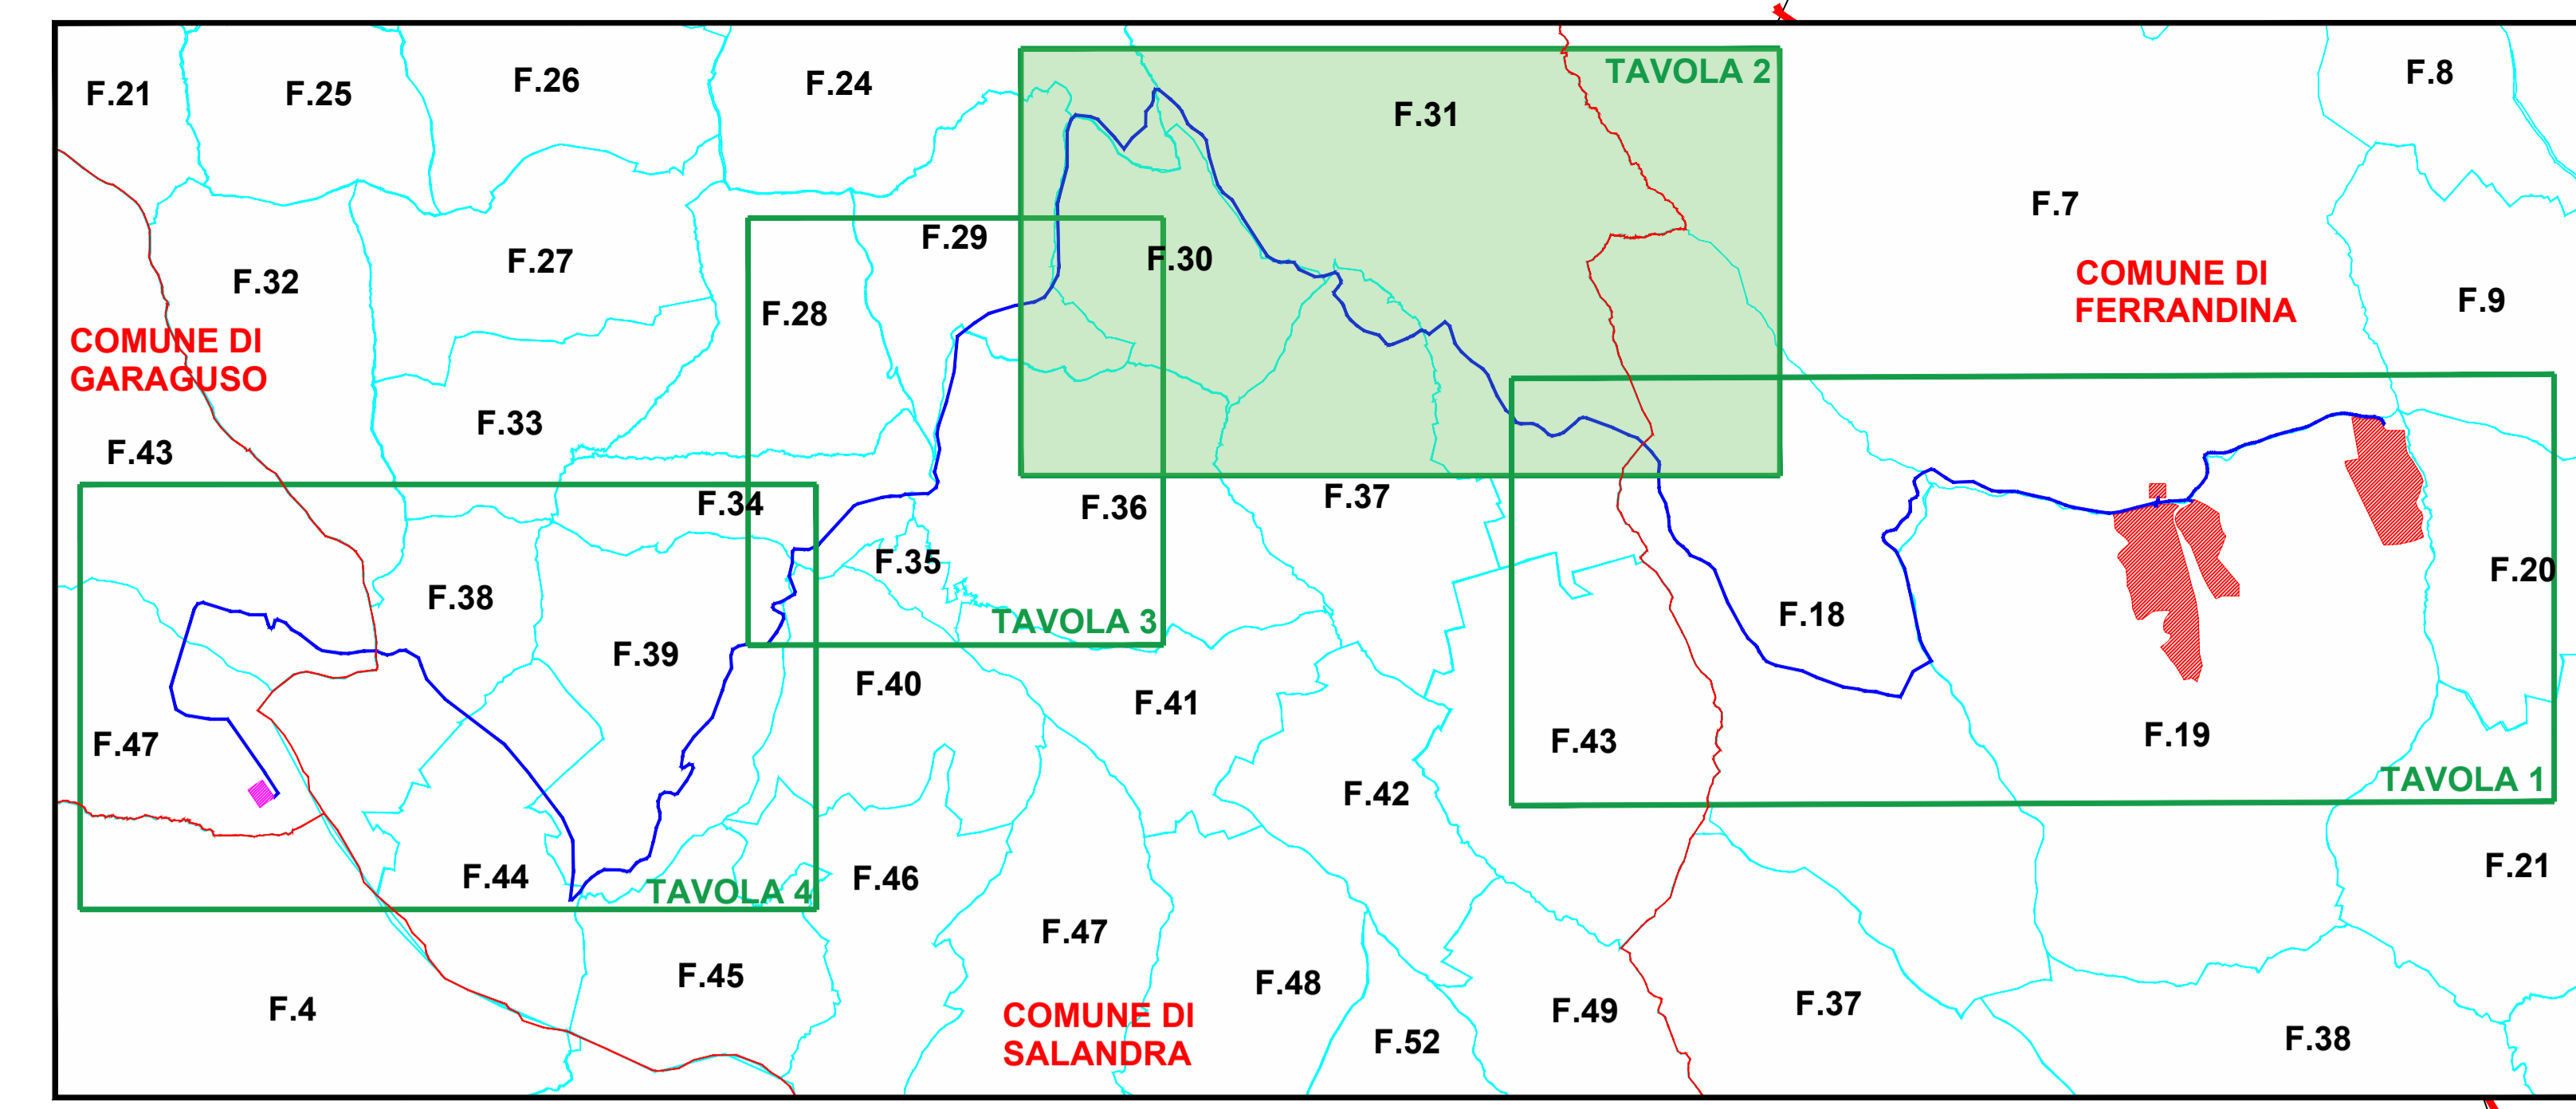 F.21
F.25
F.26
F.24
TAVOLA 2
F.31
F.8
F.7
F.29
F.30
F.27
F.32
F.28
COMUNE DI
FERRANDINA
F.9
COMUNE DI
GARAGUSO
F.33
F.43
F.34
F.36
F.37
F.35
F.20
F.38
TAVOLA 3
F.18
F.39
F.40
F.41
F.47
F.43
F.19
TAVOLA 1
F.42
F.44
TAVOLA 4
F.46
F.21
F.47
F.45
F.48
F.4
COMUNE DI
SALANDRA
F.52
F.49
F.37
F.38